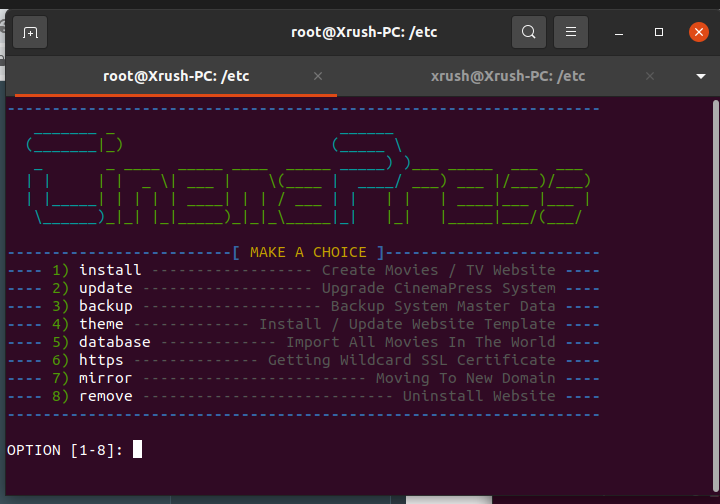 root@Xrush-PC: /etc
root@Xrush-PC: /etc
xrush@Xrush-PC: /etc
CinemaPress
[ MAKE A CHOICE ]
---- 1) install ------------------- Create Movies / TV Website ----
---- 2) update -------------------- Upgrade CinemaPress System ----
---- 3) backup --------------------- Backup System Master Data ----
---- 4) theme ------------- Install / Update Website Template ----
---- 5) database ------------- Import All Movies In The World ----
---- 6) https -------------- Getting Wildcard SSL Certificate ----
---- 7) mirror ------------------------- Moving To New Domain ----
---- 8) remove ---------------------------- Uninstall Website ----
OPTION [1-8]: